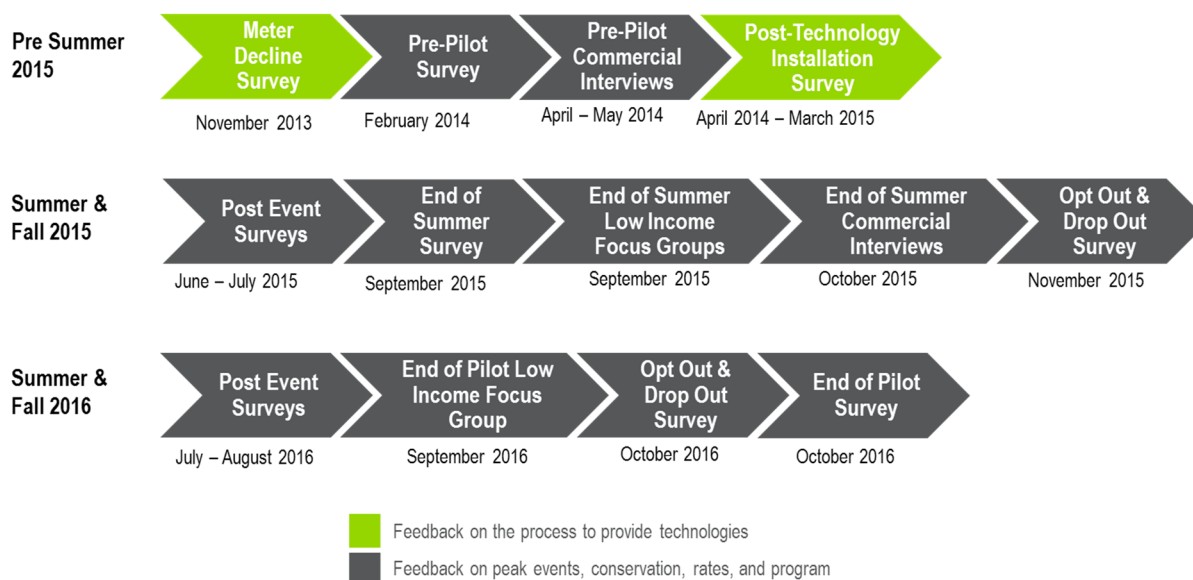 Pre Summer
2015
Meter
Decline
Survey
November 2013
Pre-Pilot
Survey
February 2014
Pre-Pilot
Commercial
Interviews
April – May 2014
Post-Technology
Installation
Survey
April 2014 – March 2015
Summer &
Fall 2015
Post Event
Surveys
June – July 2015
End of
Summer
Survey
September 2015
End of Summer
Low Income
Focus Groups
September 2015
End of Summer
Commercial
Interviews
October 2015
Opt Out &
Drop Out
Survey
November 2015
Summer &
Fall 2016
Post Event
Surveys
July – August 2016
End of Pilot Low
Income Focus
Group
September 2016
Opt Out &
Drop Out
Survey
October 2016
End of Pilot
Survey
October 2016
Feedback on the process to provide technologies
Feedback on peak events, conservation, rates, and program